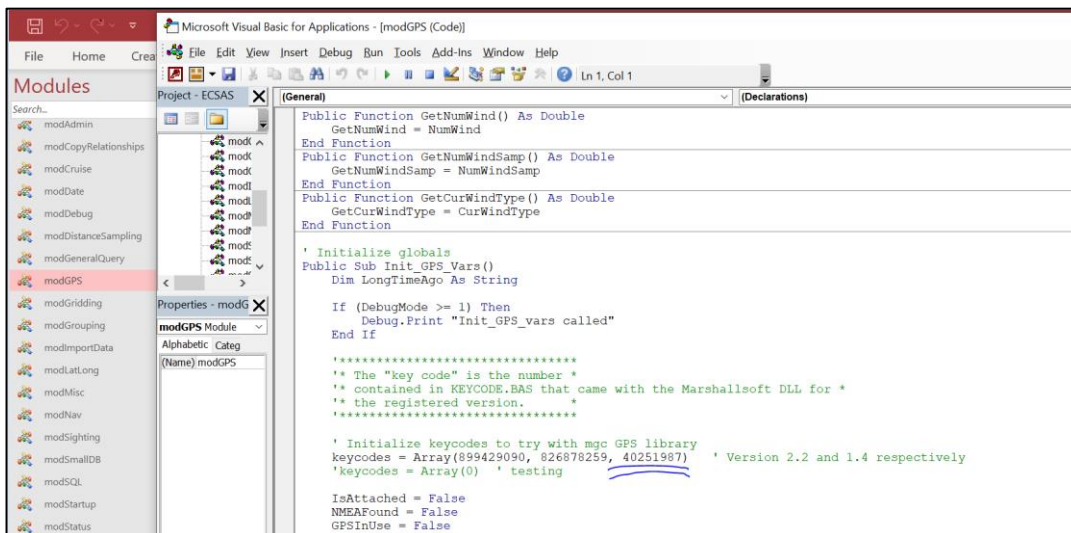 Microsoft Visual Basic for Applications - [modGPS (Code)]
File Home Crea
File Edit View Insert Debug Run Tools Add-Ins Window Help
Ln 1, Col 1
Modules
Search...
modAdmin
modCopyRelationships
modCruise
modDate
modDebug
modDistanceSampling
modGeneralQuery
modGPS
modGridding
modGrouping
modImportData
modLatLong
modMisc
modNav
modSighting
modSmallDB
modSQL
modStartup
modStatus
Project - ECSAS
Properties - modG
modGPS Module
Alphabetic Categ
(Name) modGPS
(General) (Declarations)
Public Function GetNumWind() As Double
GetNumWind = NumWind
End Function
Public Function GetNumWindSamp() As Double
GetNumWindSamp = NumWindSamp
End Function
Public Function GetCurWindType() As Double
GetCurWindType = CurWindType
End Function
' Initialize globals
Public Sub Init_GPS_Vars()
Dim LongTimeAgo As String
If (DebugMode >= 1) Then
Debug.Print "Init_GPS_vars called"
End If
'********************************
'* The "key code" is the number *
'* contained in KEYCODE.BAS that came with the Marshallsoft DLL for *
'* the registered version. *
'********************************
' Initialize keycodes to try with mgc GPS library
keycodes = Array(899429090, 826878259, 40251987) ' Version 2.2 and 1.4 respectively
'keycodes = Array(0) ' testing
IsAttached = False
NMEAFound = False
GPSInUse = False